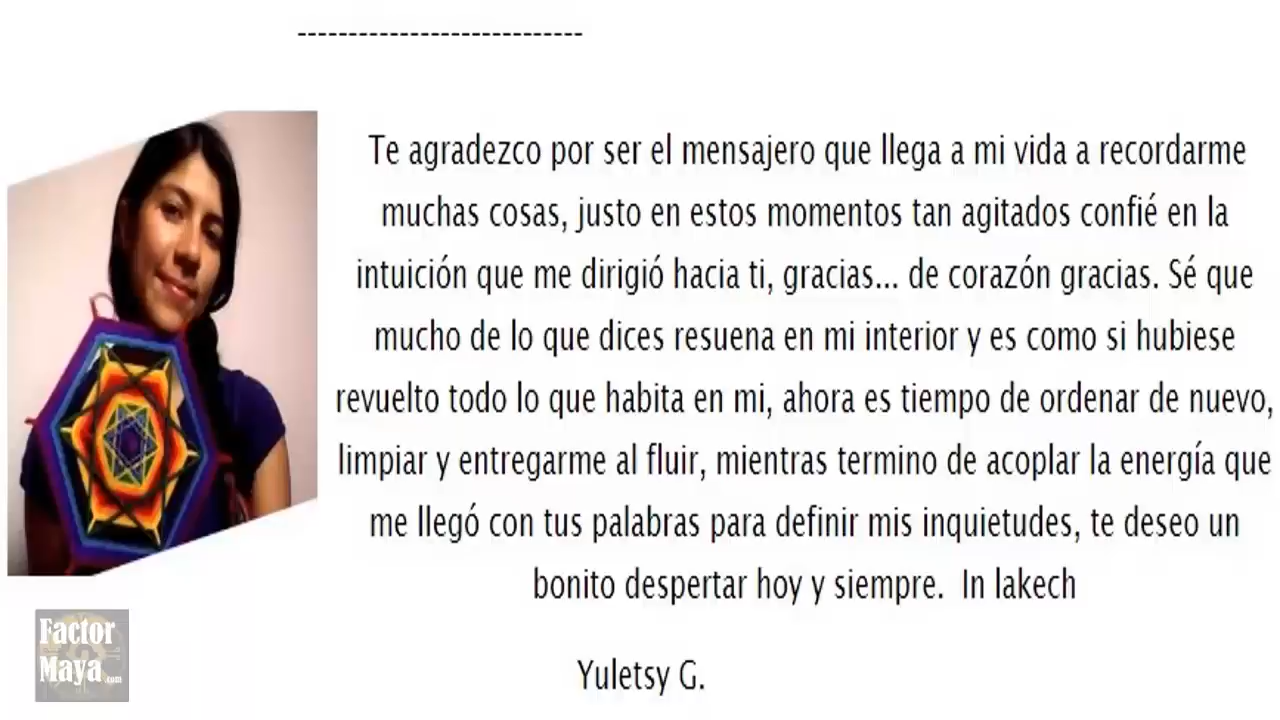 ----------------------------
Te agradezco por ser el mensajero que llega a mi vida a recordarme
muchas cosas, justo en estos momentos tan agitados confié en la
intuición que me dirigió hacia ti, gracias... de corazón gracias. Sé que
mucho de lo que dices resuena en mi interior y es como si hubiese
revuelto todo lo que habita en mi, ahora es tiempo de ordenar de nuevo,
limpiar y entregarme al fluir, mientras termino de acoplar la energía que
me llegó con tus palabras para definir mis inquietudes, te deseo un
bonito despertar hoy y siempre.  In lakech
Yuletsy G.
Factor
Maya.com